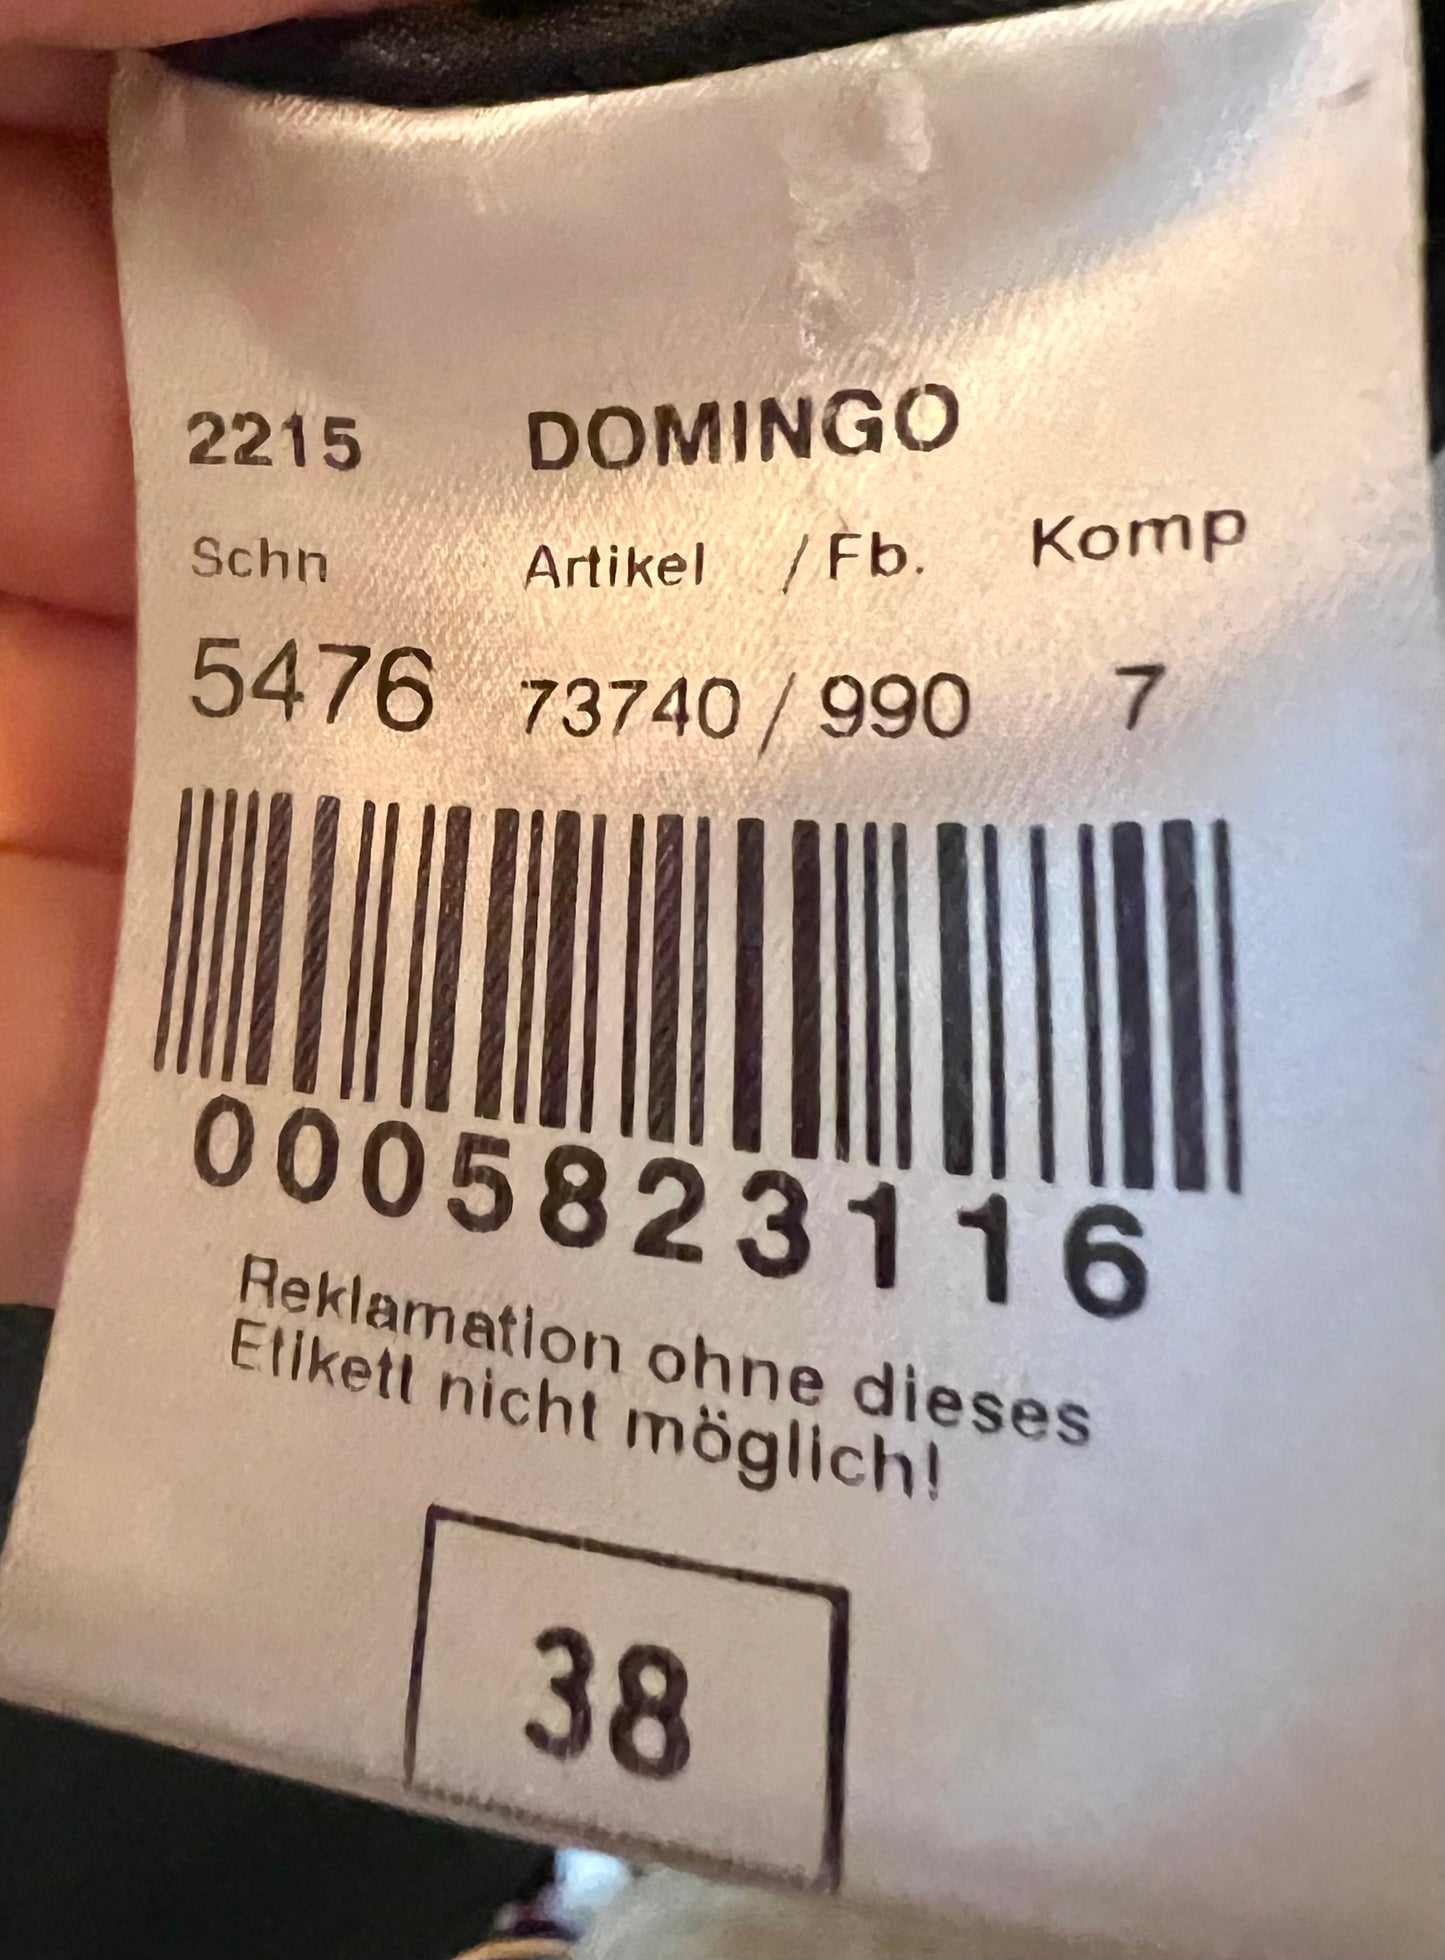 2215 DOMINGO
Schn Artikel / Fb. Komp
5476 73740 / 990 7
0005823116
Reklamation ohne dieses
Etikett nicht möglich!
38